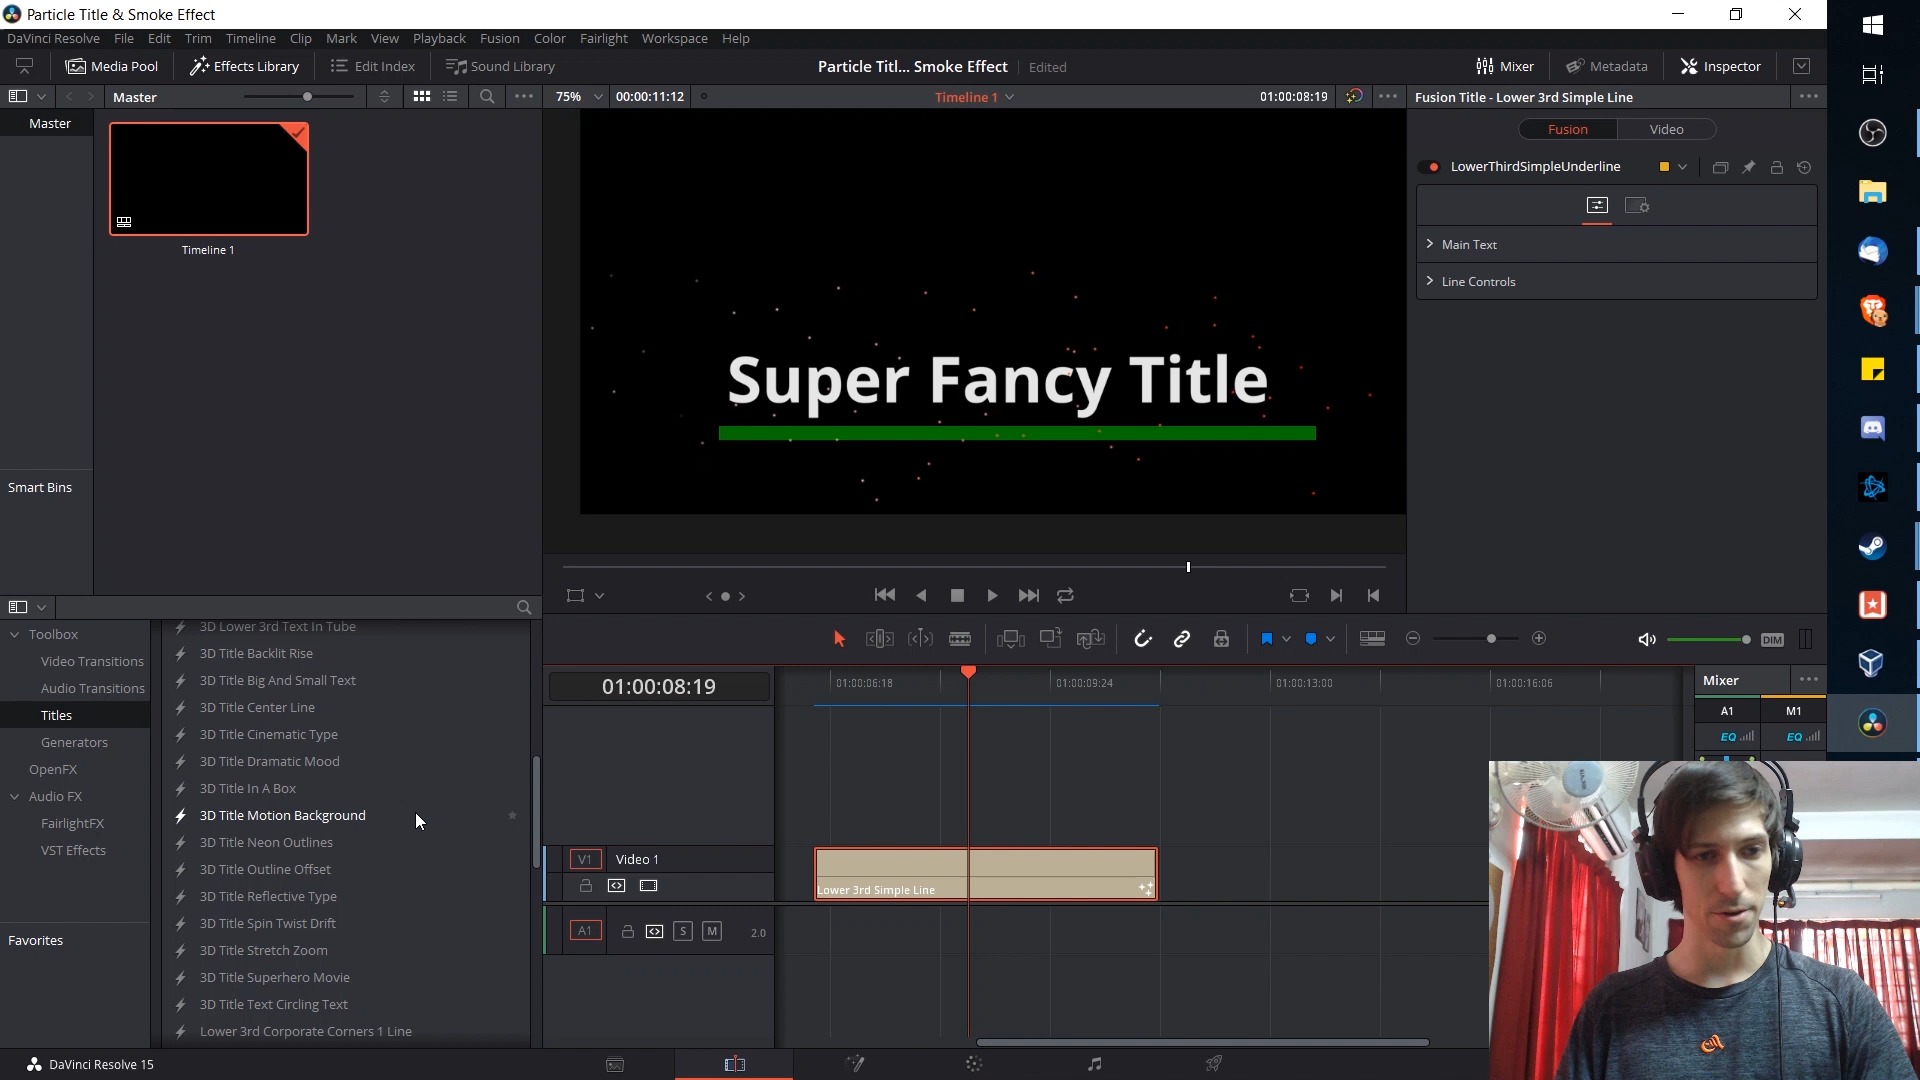 Particle Title & Smoke Effect
DaVinci Resolve File Edit Trim Timeline Clip Mark View Playback Fusion Color Fairlight Workspace Help
Media Pool Effects Library Edit Index Sound Library Particle Titl... Smoke Effect Edited Mixer Metadata Inspector
Master 75% 00:00:11:12 Timeline 1 01:00:08:19 Fusion Title - Lower 3rd Simple Line
Master
Fusion Video
LowerThirdSimpleUnderline
Timeline 1
Main Text
Line Controls
Super Fancy Title
Smart Bins
Toolbox
Video Transitions
Audio Transitions
Titles
Generators
OpenFX
Audio FX
FairlightFX
VST Effects
Favorites
3D Lower 3rd Text In Tube
3D Title Backlit Rise
3D Title Big And Small Text
3D Title Center Line
3D Title Cinematic Type
3D Title Dramatic Mood
3D Title In A Box
3D Title Motion Background
3D Title Neon Outlines
3D Title Outline Offset
3D Title Reflective Type
3D Title Spin Twist Drift
3D Title Stretch Zoom
3D Title Superhero Movie
3D Title Text Circling Text
Lower 3rd Corporate Corners 1 Line
DIM
01:00:08:19 01:00:06:18 01:00:09:24 01:00:13:00 01:00:16:06
Mixer
A1 M1
EQ EQ
V1 Video 1
Lower 3rd Simple Line
A1 S M 2.0
DaVinci Resolve 15